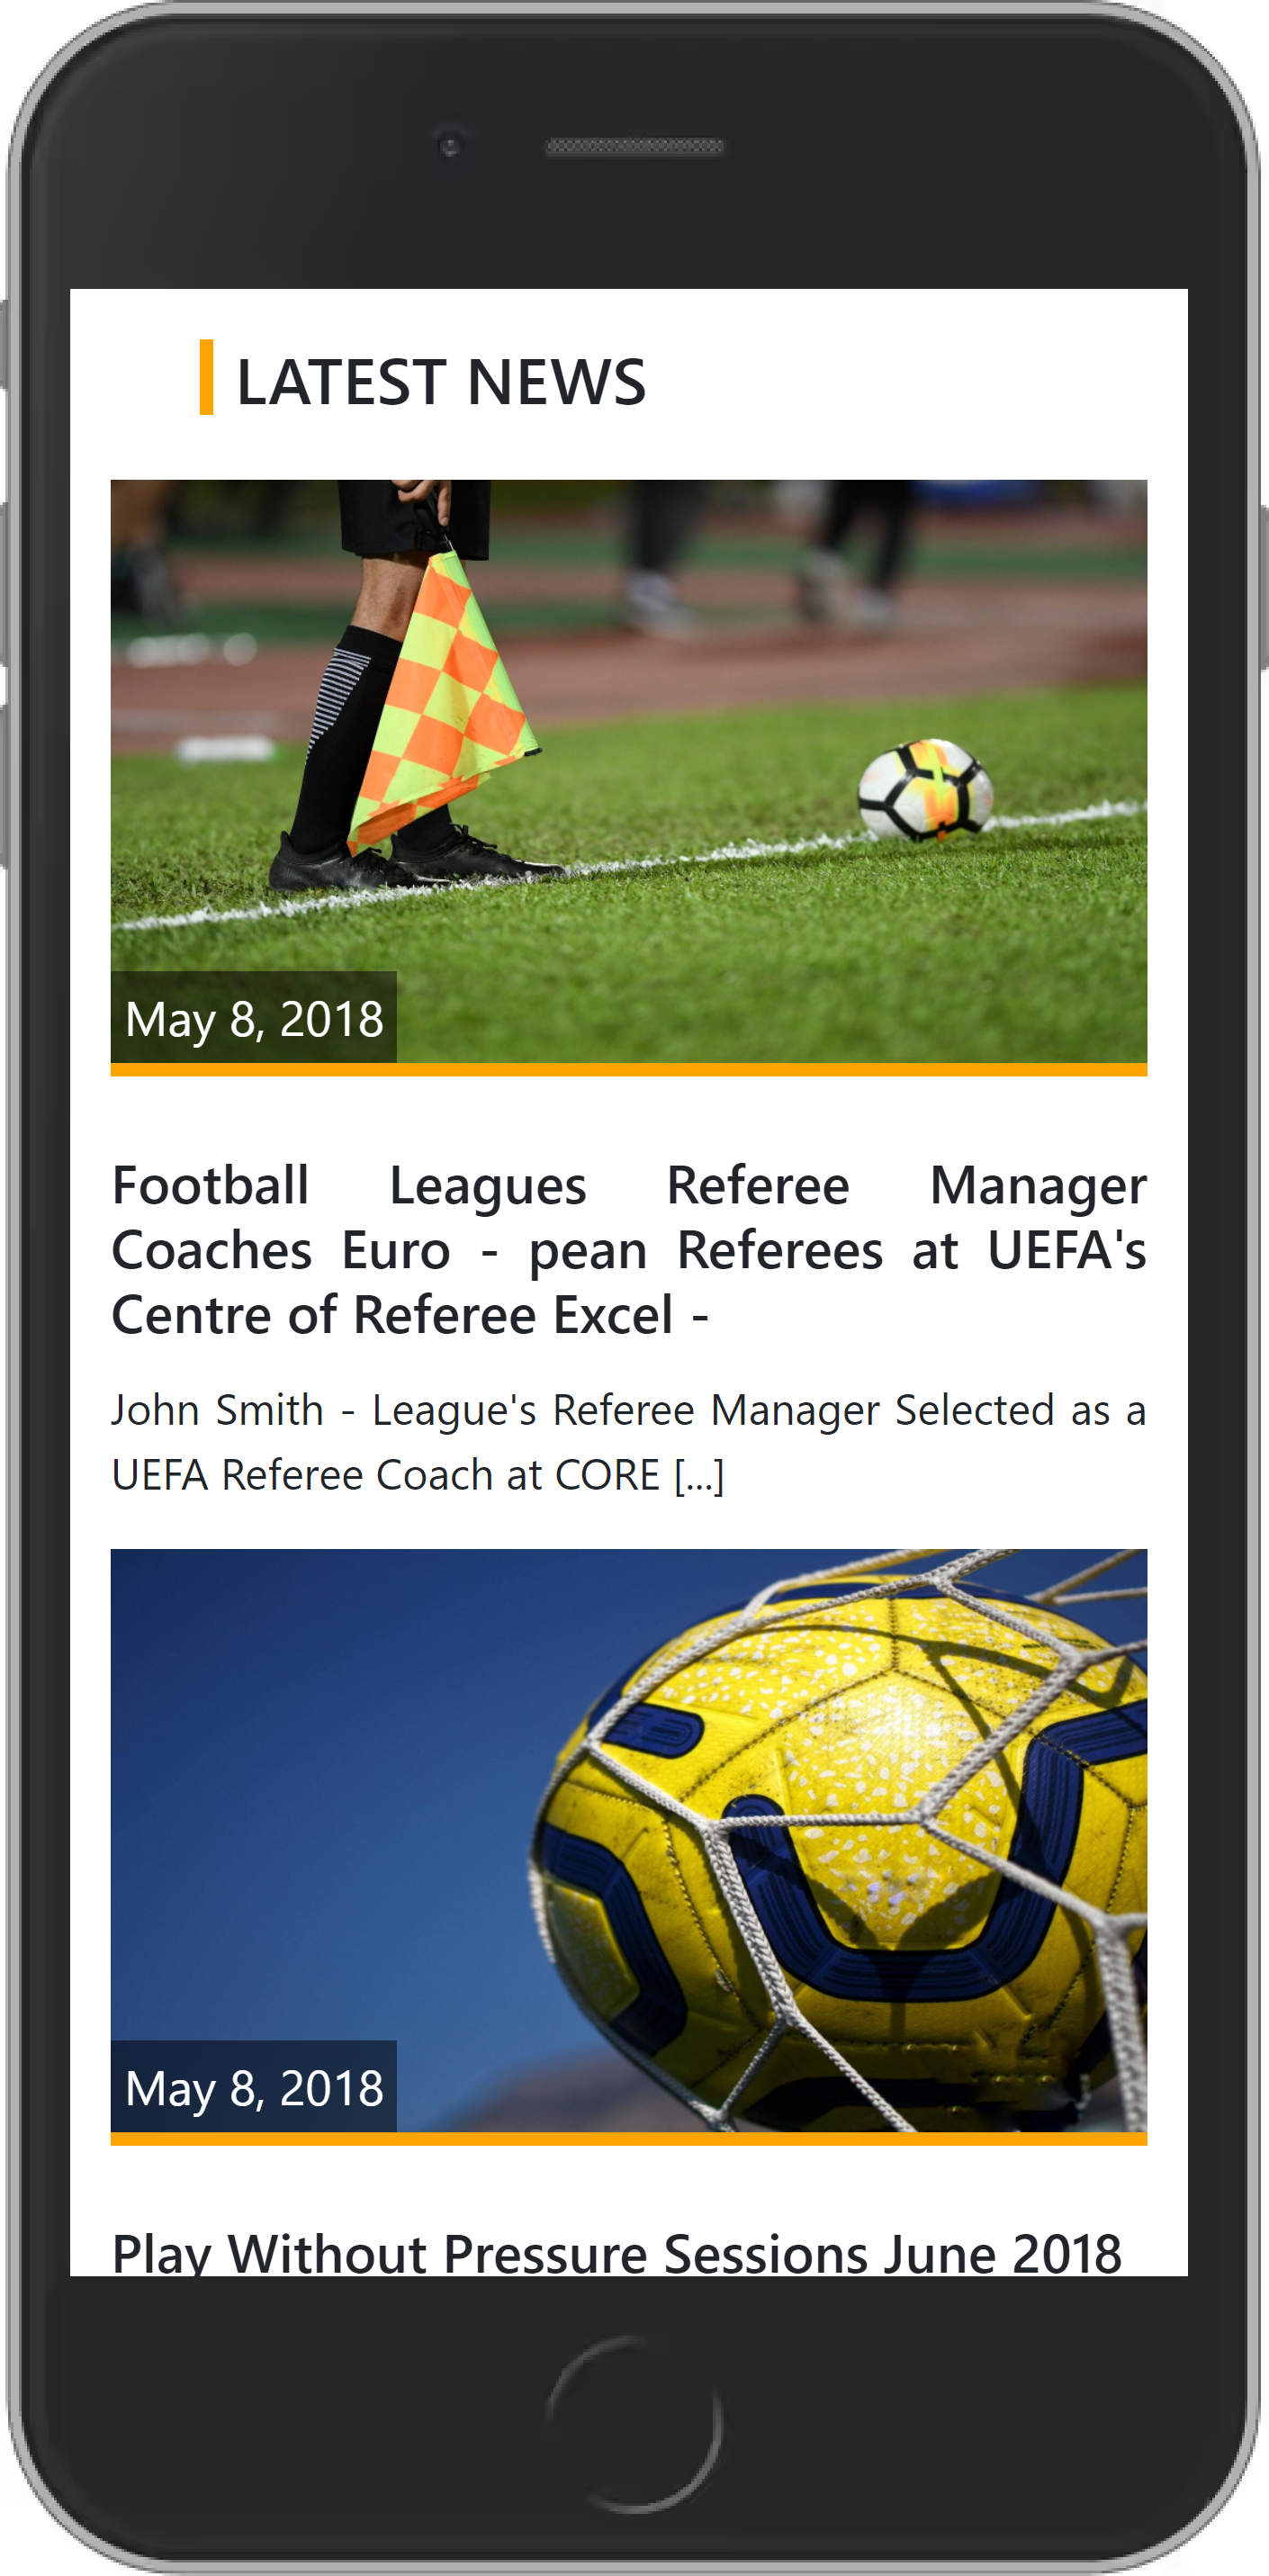 LATEST NEWS
May 8, 2018
Football Leagues Referee Manager
Coaches Euro - pean Referees at UEFA's
Centre of Referee Excel -
John Smith - League's Referee Manager Selected as a
UEFA Referee Coach at CORE [...]
May 8, 2018
Play Without Pressure Sessions June 2018